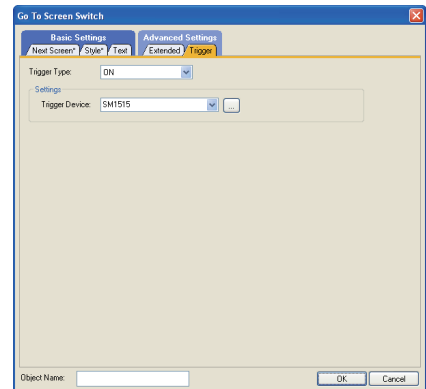 Go To Screen Switch
Basic Settings Advanced Settings
Next Screen* Style* Text Extended Trigger
Trigger Type: ON
Settings
Trigger Device: SM1515 ...
Object Name: OK Cancel